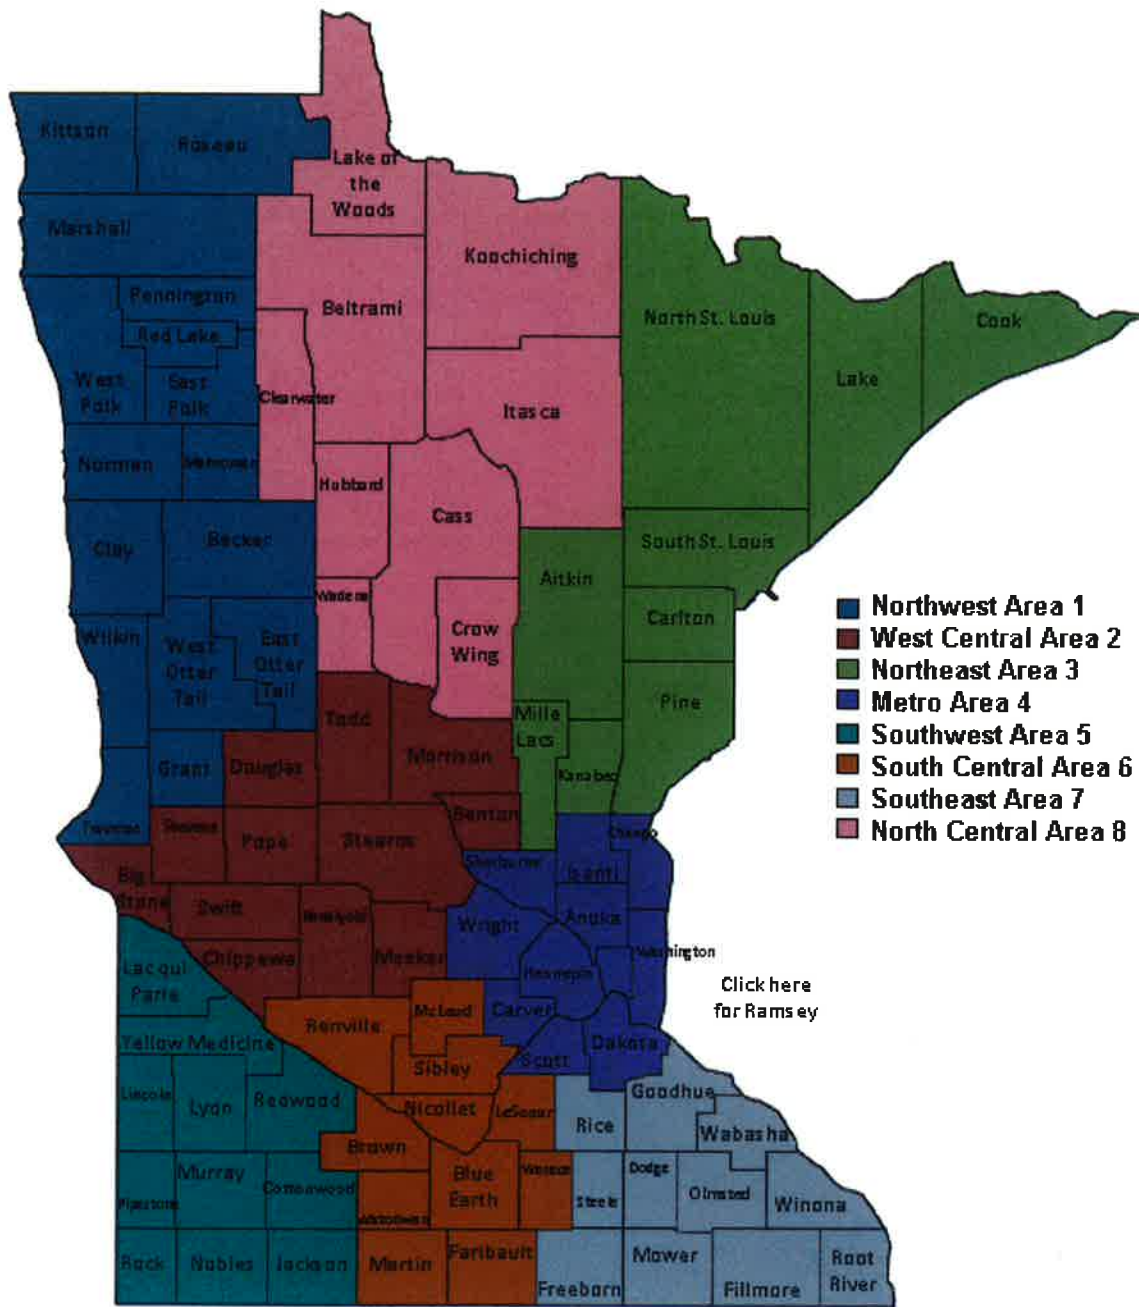 Kittson
Roseau
Lake of
the
Woods
Marshall
Koochiching
Pennington
Beltrami
North St. Louis
Cook
Red Lake
West
Polk
East
Polk
Clearwater
Lake
Itasca
Norman
Mahnomen
Hubbard
Cass
Clay
Becker
South St. Louis
Aitkin
Wadena
Carlton
Wilkin
West
Otter
Tail
East
Otter
Tail
Crow
Wing
Pine
Todd
Mille
Lacs
Morrison
Grant
Douglas
Kanabec
Traverse
Stevens
Pope
Stearns
Benton
Chisago
Sherburne
Isanti
Big
Stone
Swift
Kandiyohi
Wright
Anoka
Meeker
Washington
Chippewa
Hennepin
Lacqui
Parle
Click here
for Ramsey
McLeod
Carver
Renville
Dakota
Yellow Medicine
Scott
Sibley
Lincoln
Lyon
Redwood
Nicollet
LeSueur
Rice
Goodhue
Wabasha
Brown
Murray
Blue
Earth
Waseca
Dodge
Pipestone
Cottonwood
Steele
Olmsted
Winona
Watonwan
Rock
Nobles
Jackson
Martin
Faribault
Freeborn
Mower
Fillmore
Root
River
Northwest Area 1
West Central Area 2
Northeast Area 3
Metro Area 4
Southwest Area 5
South Central Area 6
Southeast Area 7
North Central Area 8